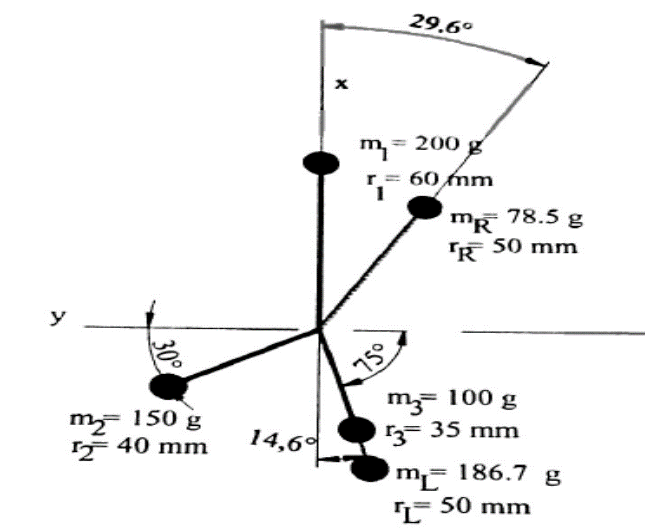 29.6°
x
m1= 200 g
r1= 60 mm
mR= 78.5 g
rR= 50 mm
y
30°
75°
m2= 150 g
r2= 40 mm
m3= 100 g
r3= 35 mm
14,6°
mL= 186.7 g
rL= 50 mm